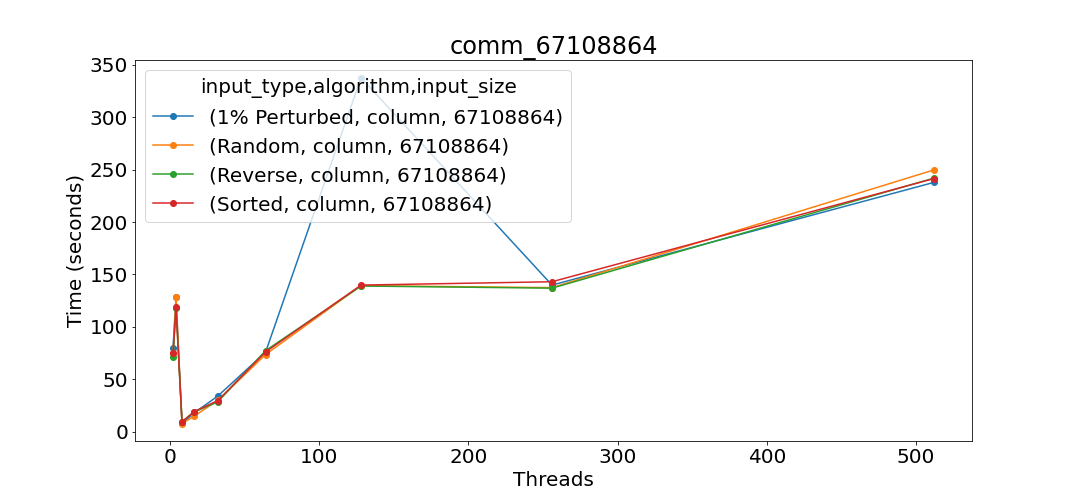 comm_67108864
350
300
250
200
150
100
50
0
Time (seconds)
input_type,algorithm,input_size
(1% Perturbed, column, 67108864)
(Random, column, 67108864)
(Reverse, column, 67108864)
(Sorted, column, 67108864)
0 100 200 300 400 500
Threads